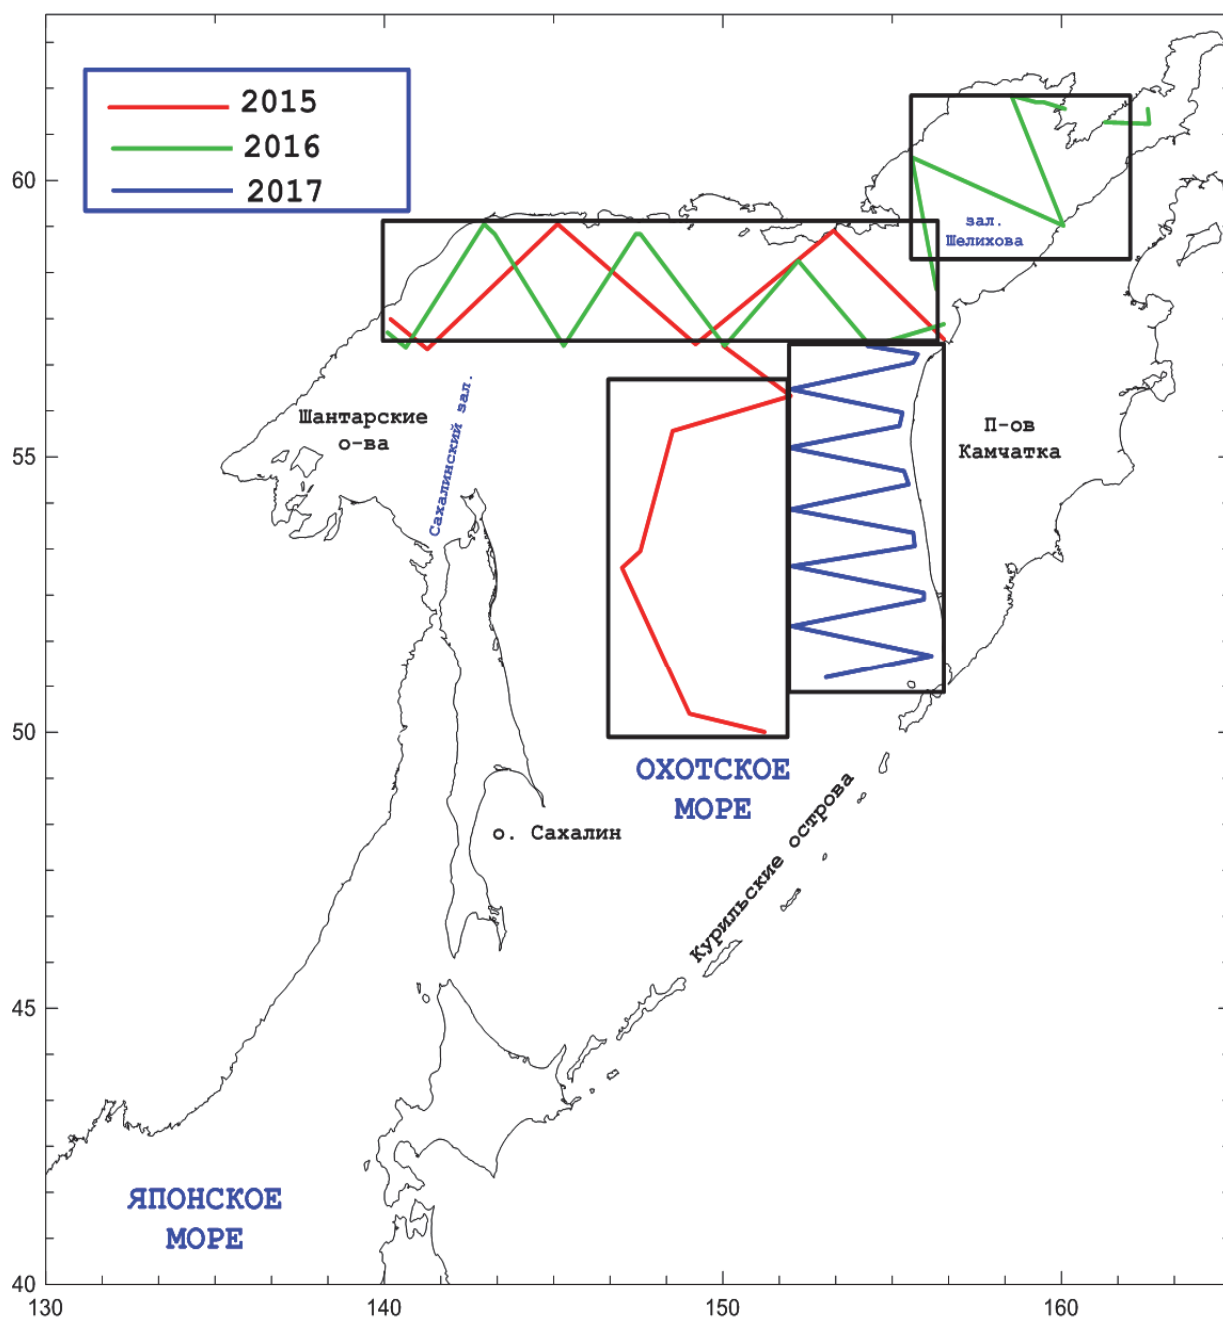 2015
2016
2017
60
55
50
45
40
130
140
150
160
зал.
Шелихова
Шантарские
о-ва
Сахалинский зал.
П-ов
Камчатка
ОХОТСКОЕ
МОРЕ
о. Сахалин
Курильские острова
ЯПОНСКОЕ
МОРЕ